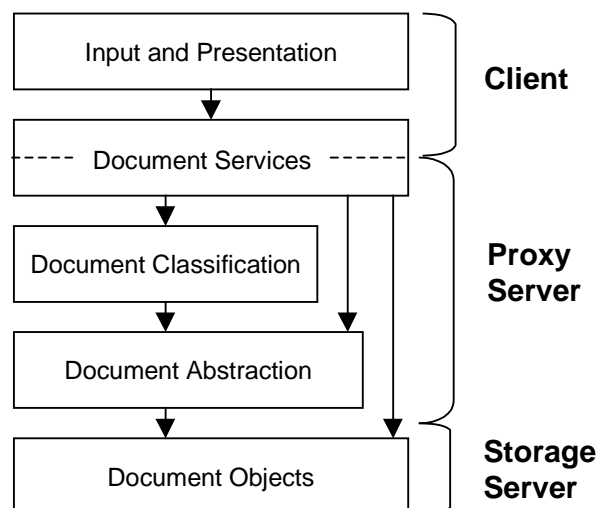 Input and Presentation
Client
Document Services
Document Classification
Proxy
Server
Document Abstraction
Document Objects
Storage
Server